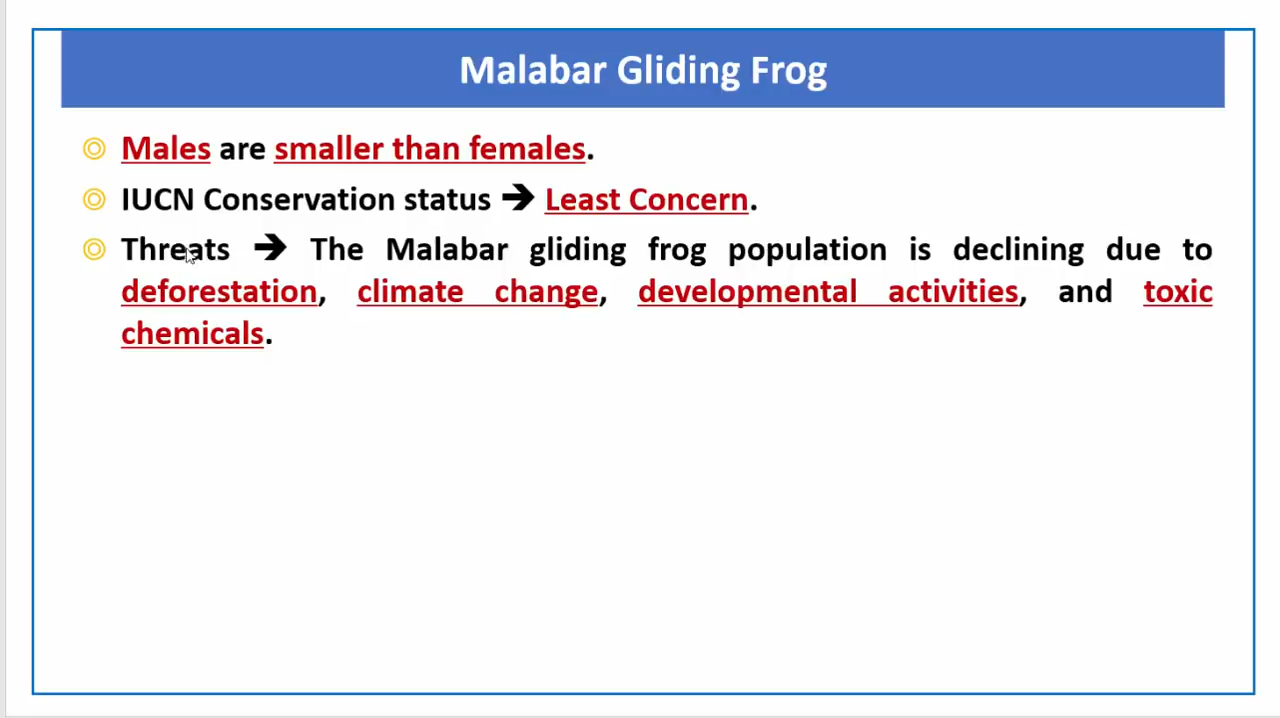 Malabar Gliding Frog
Males are smaller than females.
IUCN Conservation status ➔ Least Concern.
Threats ➔ The Malabar gliding frog population is declining due to
deforestation, climate change, developmental activities, and toxic
chemicals.